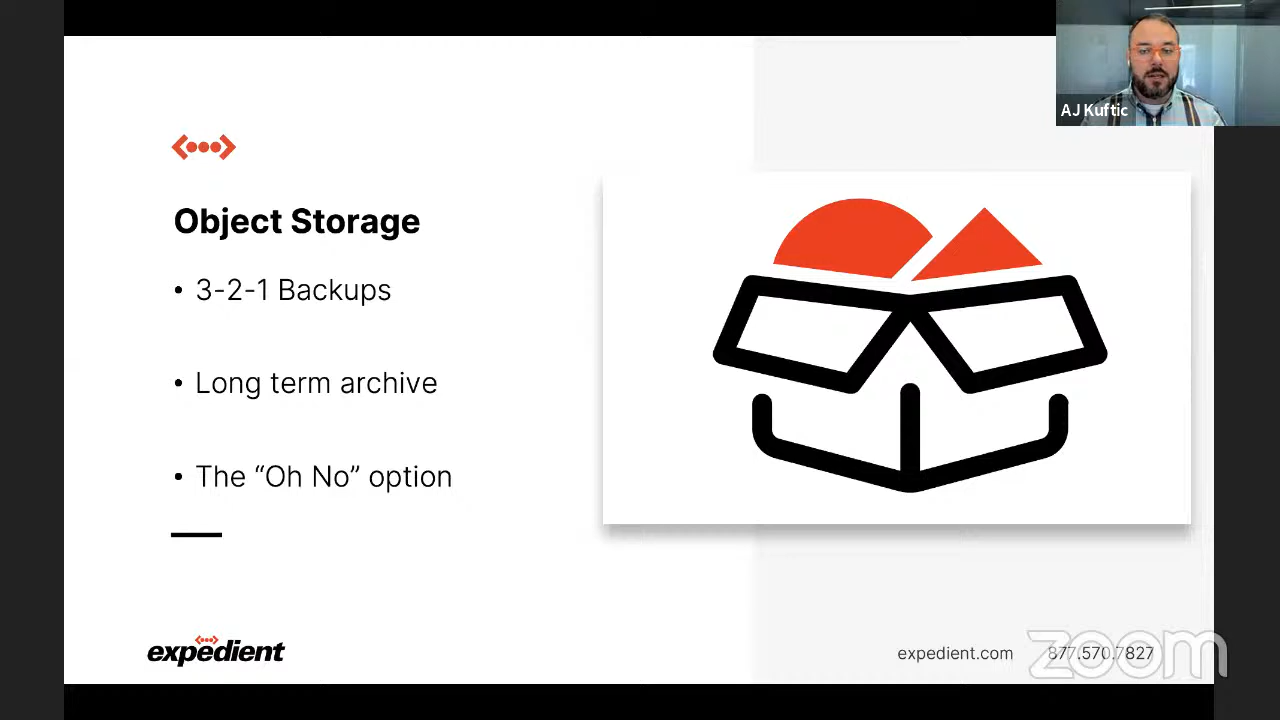 AJ Kuftic
Object Storage
• 3-2-1 Backups
• Long term archive
• The “Oh No” option
expedient
expedient.com 877.570.7827
zoom